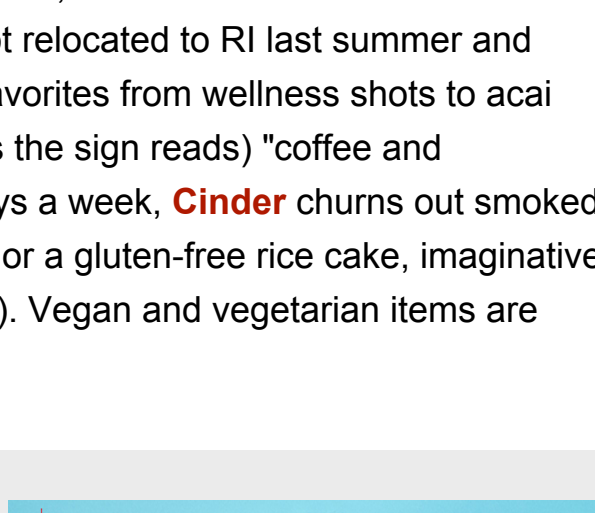 t relocated to RI last summer and
avorites from wellness shots to acai
s the sign reads) "coffee and
ys a week, Cinder churns out smoked
or a gluten-free rice cake, imaginative
). Vegan and vegetarian items are